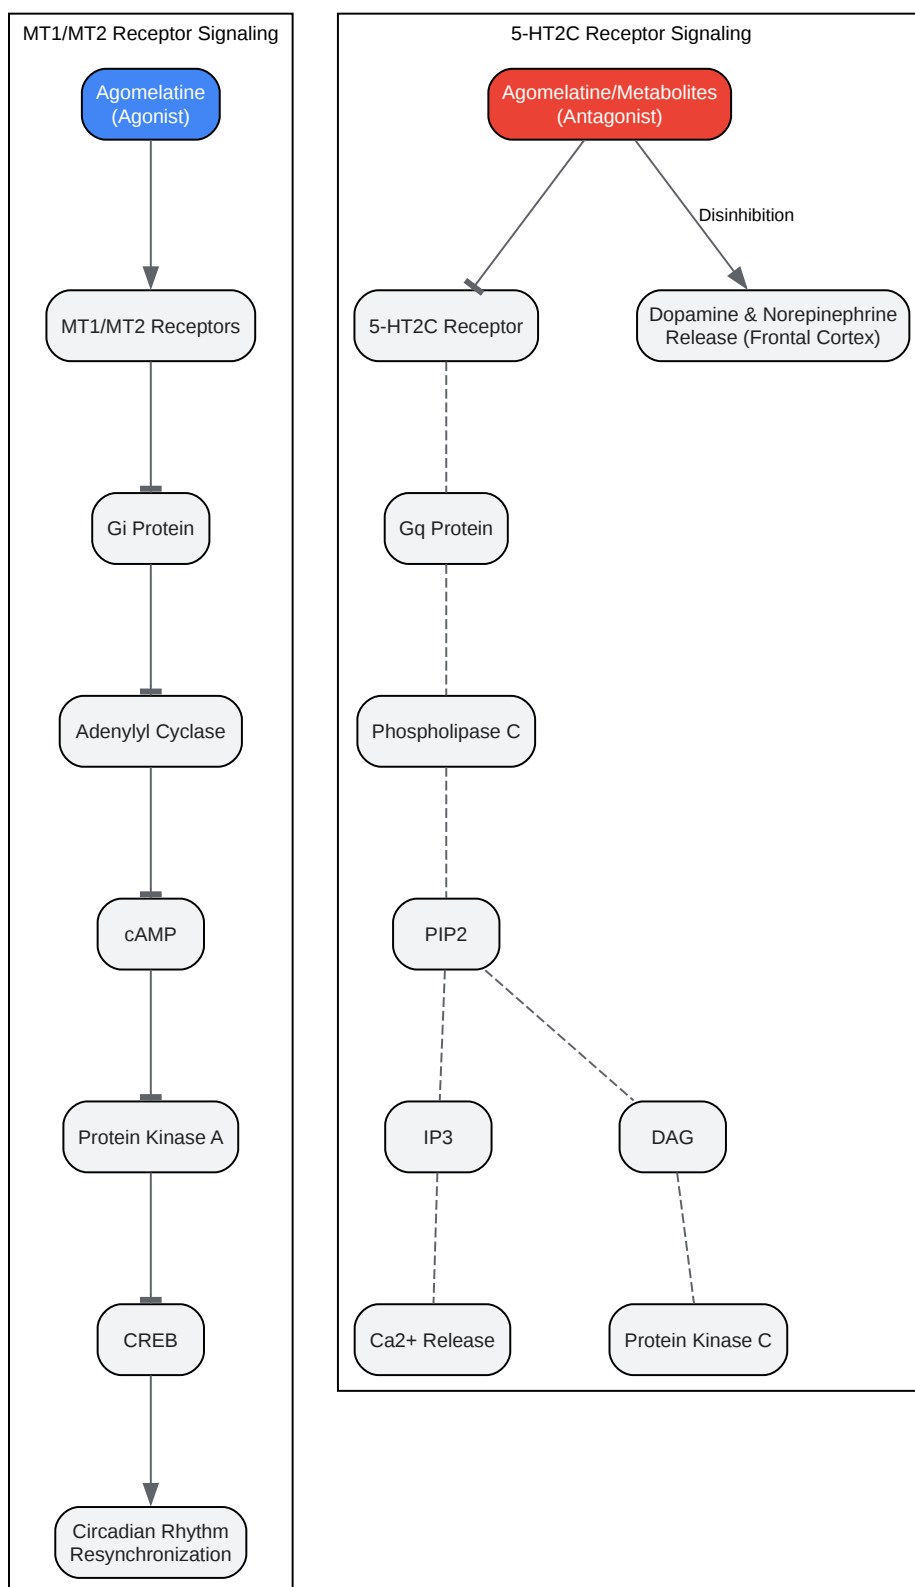 MT1/MT2 Receptor Signaling
Agomelatine
(Agonist)
MT1/MT2 Receptors
Gi Protein
Adenylyl Cyclase
cAMP
Protein Kinase A
CREB
Circadian Rhythm
Resynchronization
5-HT2C Receptor Signaling
Agomelatine/Metabolites
(Antagonist)
Disinhibition
5-HT2C Receptor
Dopamine & Norepinephrine
Release (Frontal Cortex)
Gq Protein
Phospholipase C
PIP2
IP3
DAG
Ca2+ Release
Protein Kinase C